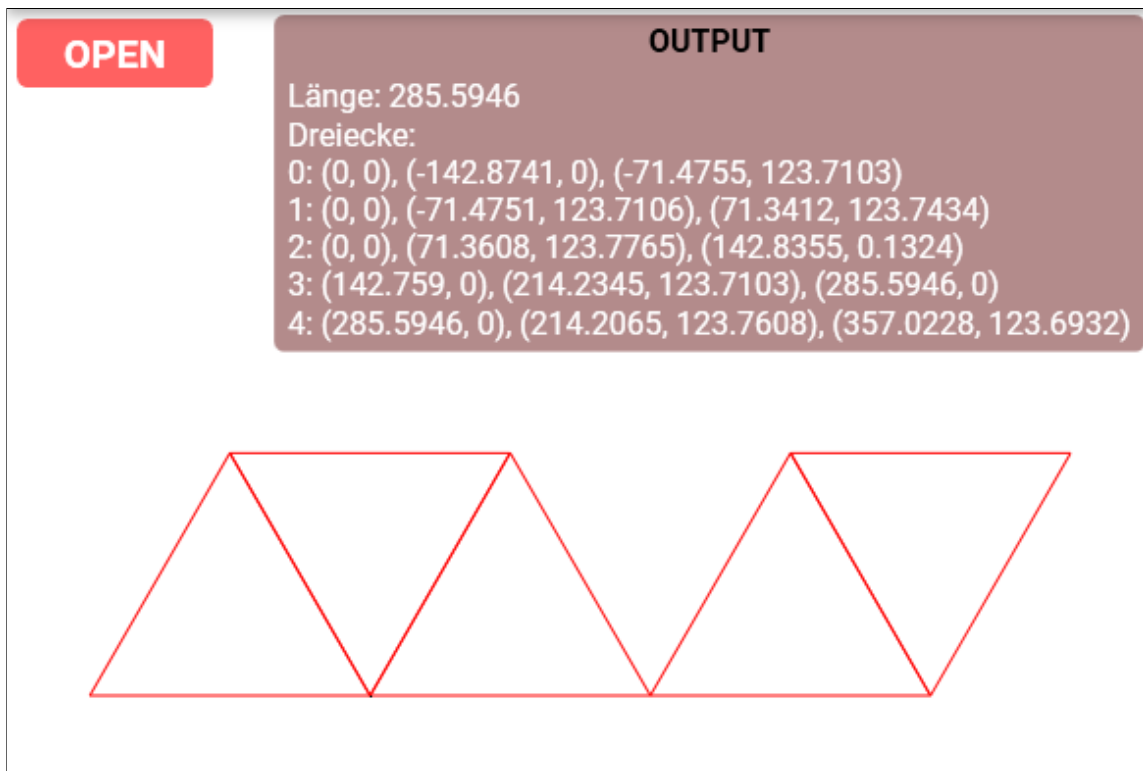 OPEN
OUTPUT
Länge: 285.5946
Dreiecke:
0: (0, 0), (-142.8741, 0), (-71.4755, 123.7103)
1: (0, 0), (-71.4751, 123.7106), (71.3412, 123.7434)
2: (0, 0), (71.3608, 123.7765), (142.8355, 0.1324)
3: (142.759, 0), (214.2345, 123.7103), (285.5946, 0)
4: (285.5946, 0), (214.2065, 123.7608), (357.0228, 123.6932)